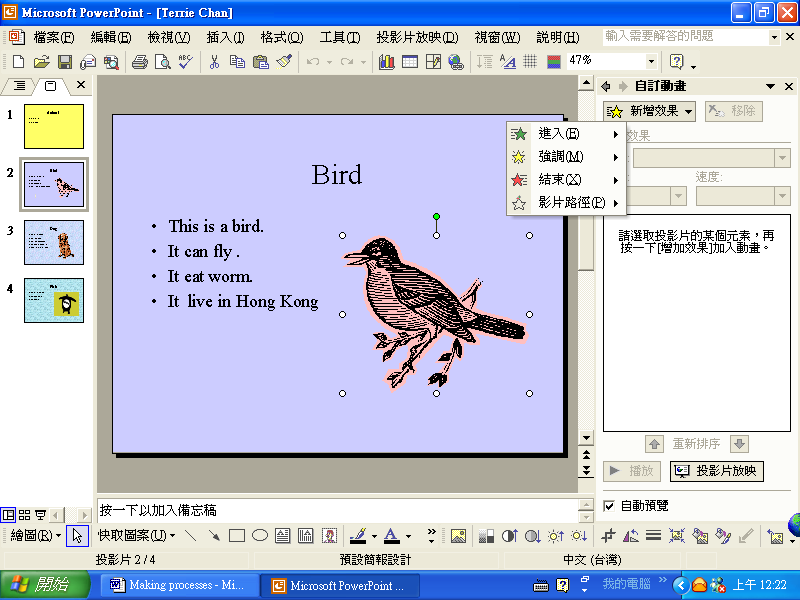 Microsoft PowerPoint - [Terrie Chan]
檔案(F) 編輯(E) 檢視(V) 插入(I) 格式(O) 工具(T) 投影片放映(D) 視窗(W) 說明(H) 輸入需要解答的問題
47%
自訂動畫
新增效果 移除
進入(E)
強調(M)
結束(X)
影片路徑(P)
效果
速度:
請選取投影片的某個元素，再
按一下[增加效果]加入動畫。
1
2
3
4
Bird
• This is a bird.
• It can fly .
• It eat worm.
• It live in Hong Kong
重新排序
播放 投影片放映
自動預覽
按一下以加入備忘稿
繪圖(R) 快取圖案(U)
投影片 2 / 4 預設簡報設計 中文 (台灣)
開始 Making processes - Mi... Microsoft PowerPoint ... 我的電腦 上午 12:22